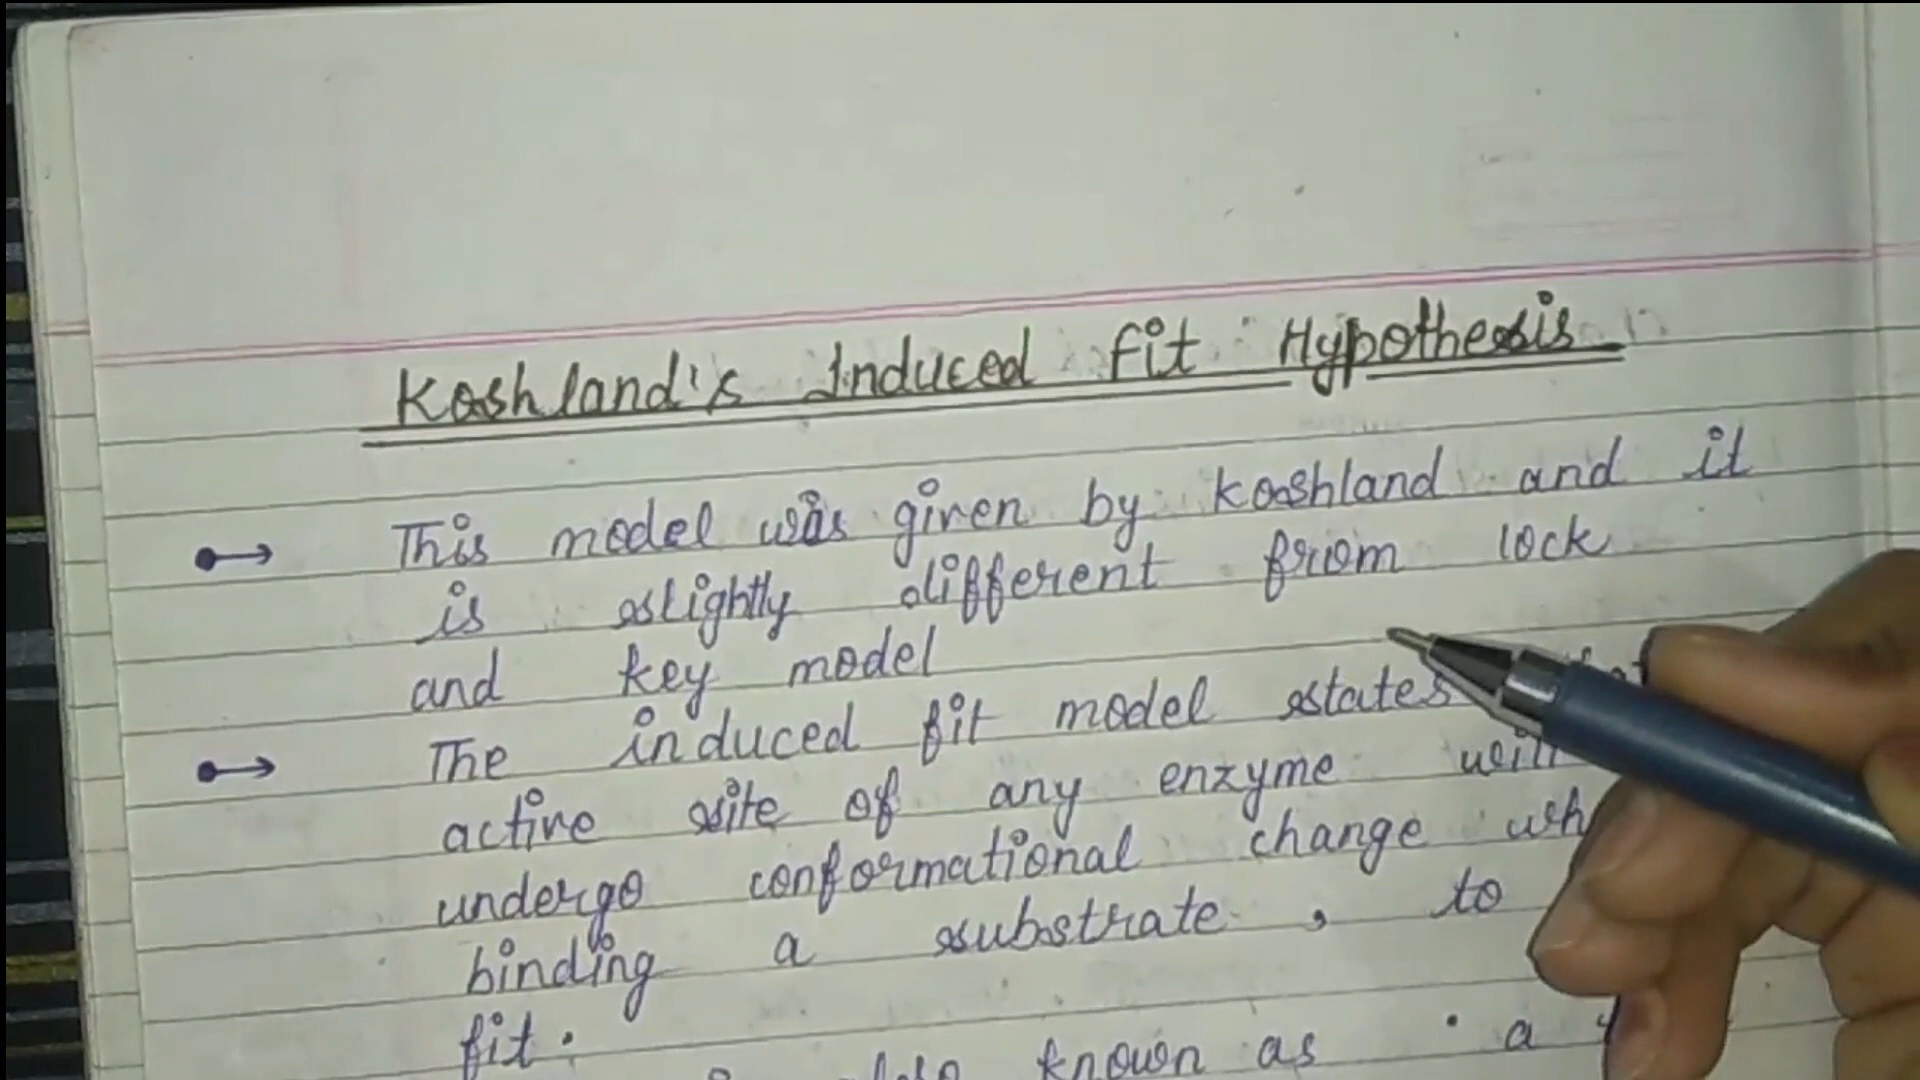 Koshland's Induced Fit Hypothesis
This model was given by Koshland and it
is slightly different from lock
and key model
The induced fit model states
active site of any enzyme will
undergo conformational change
binding a substrate, to
fit.
also known as a